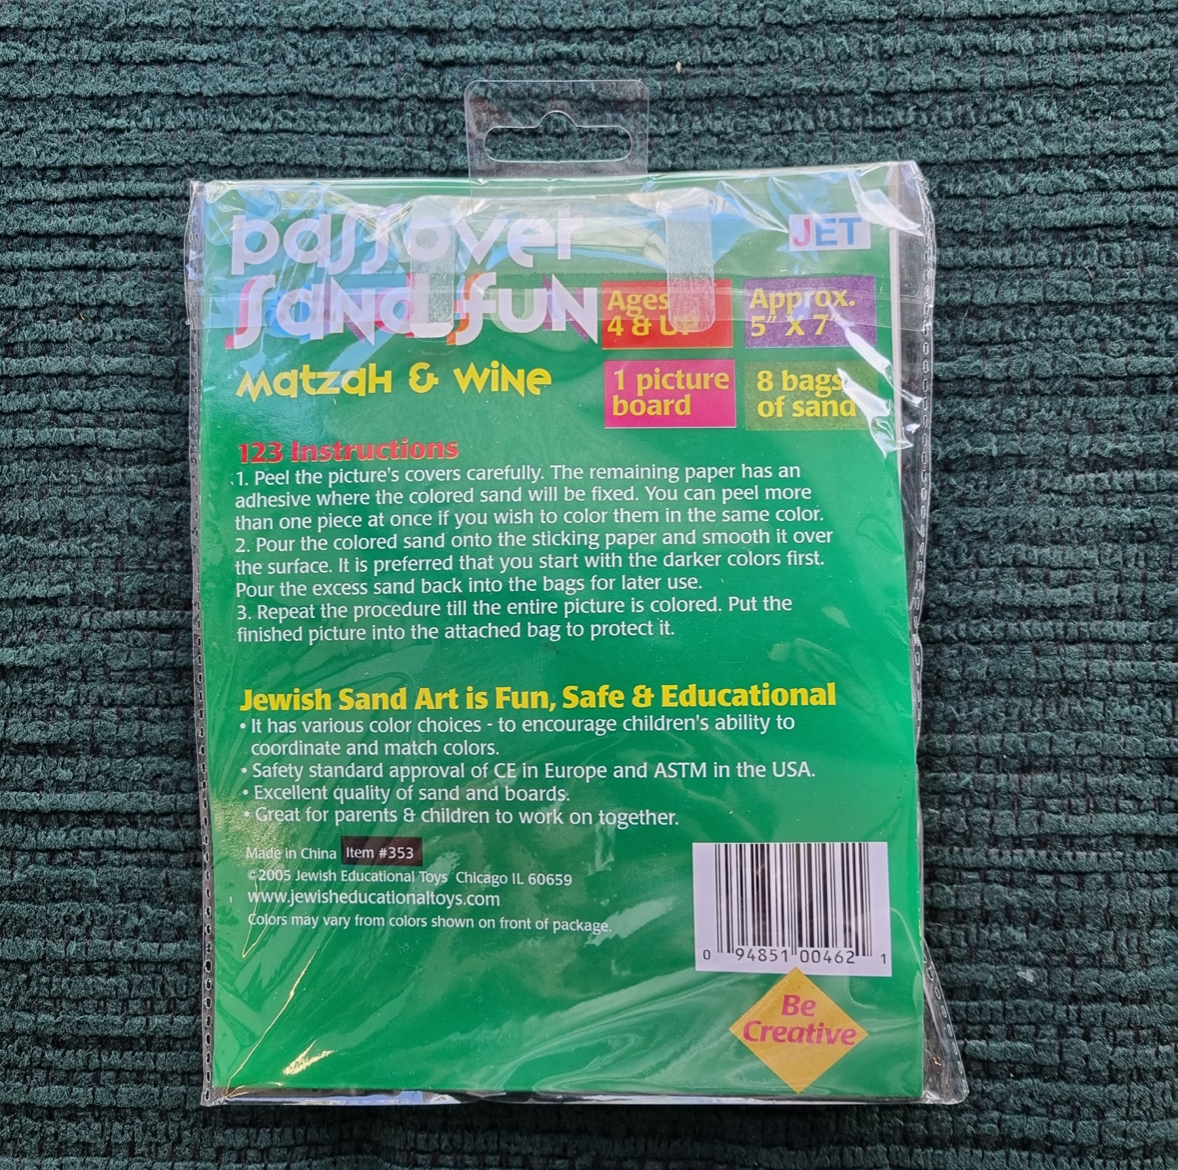 passover
JET
sand fun
Ages
4 & UP
Approx.
5" X 7"
matzah & wine
1 picture
board
8 bags
of sand
123 Instructions
1. Peel the picture's covers carefully. The remaining paper has an
adhesive where the colored sand will be fixed. You can peel more
than one piece at once if you wish to color them in the same color.
2. Pour the colored sand onto the sticking paper and smooth it over
the surface. It is preferred that you start with the darker colors first.
Pour the excess sand back into the bags for later use.
3. Repeat the procedure till the entire picture is colored. Put the
finished picture into the attached bag to protect it.
Jewish Sand Art is Fun, Safe & Educational
• It has various color choices - to encourage children's ability to
coordinate and match colors.
• Safety standard approval of CE in Europe and ASTM in the USA.
• Excellent quality of sand and boards.
• Great for parents & children to work on together.
Made in China Item #353
©2005 Jewish Educational Toys Chicago IL 60659
www.jewisheducationaltoys.com
Colors may vary from colors shown on front of package.
0 94851 00462 1
Be
Creative